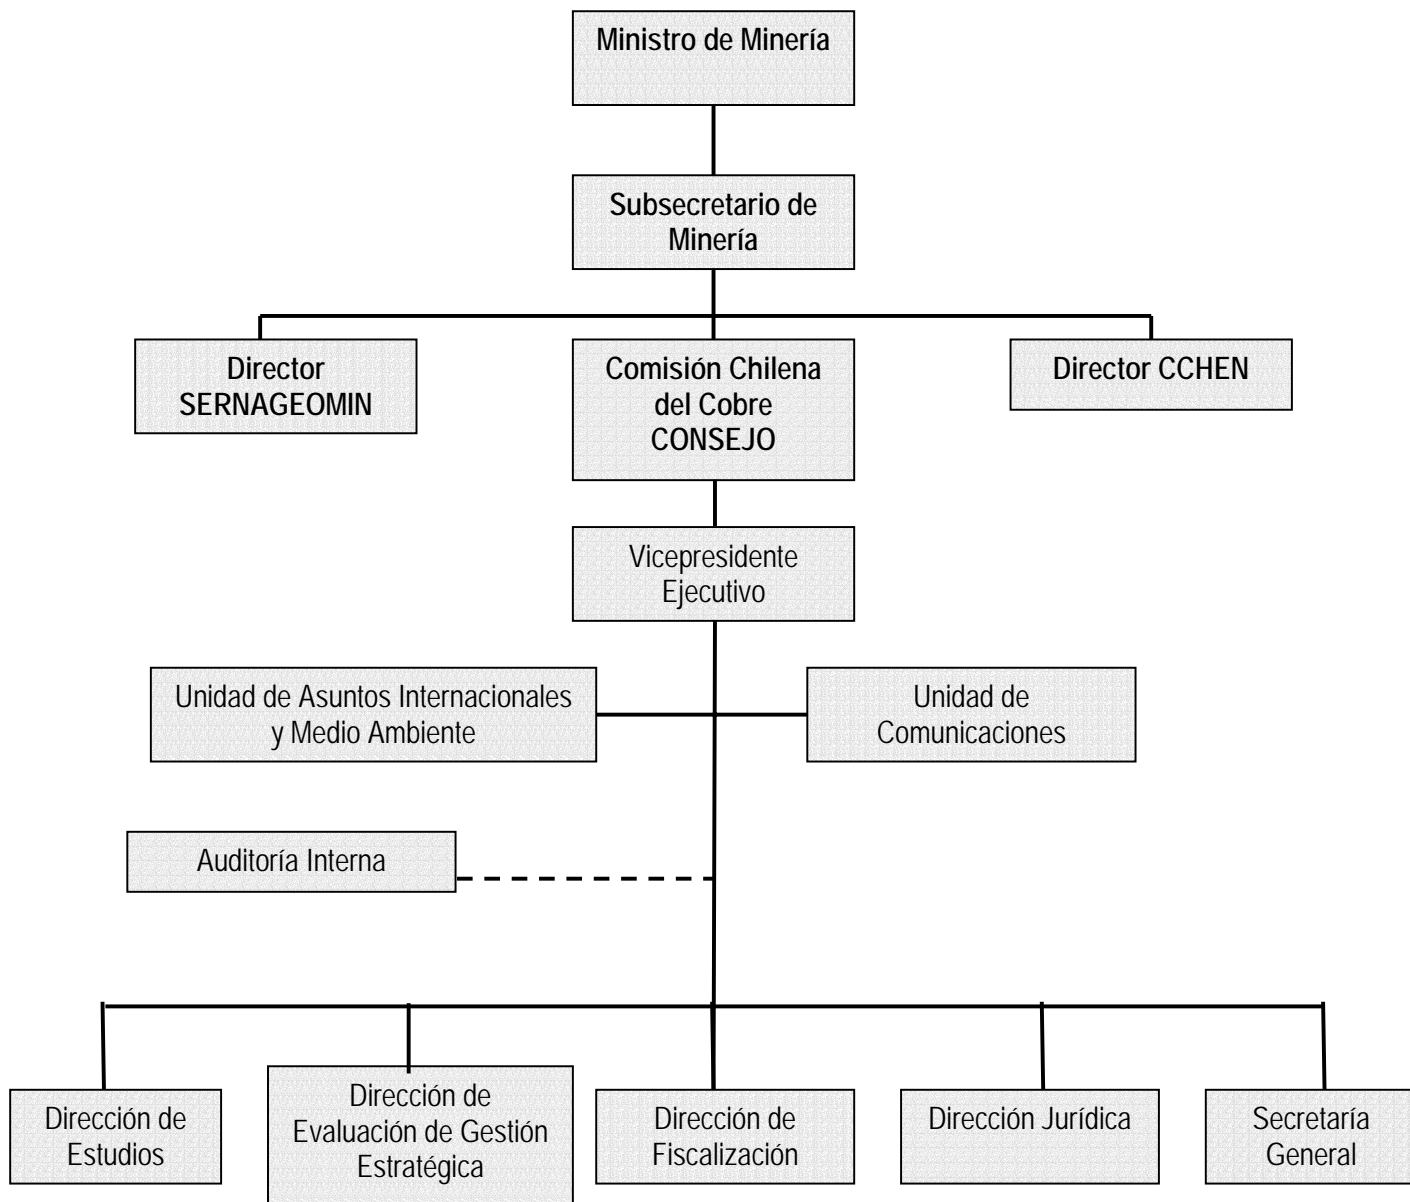 Ministro de Minería
Subsecretario de
Minería
Director
SERNAGEOMIN
Comisión Chilena
del Cobre
CONSEJO
Director CCHEN
Vicepresidente
Ejecutivo
Unidad de Asuntos Internacionales
y Medio Ambiente
Unidad de
Comunicaciones
Auditoría Interna
Dirección de
Estudios
Dirección de
Evaluación de Gestión
Estratégica
Dirección de
Fiscalización
Dirección Jurídica
Secretaría
General